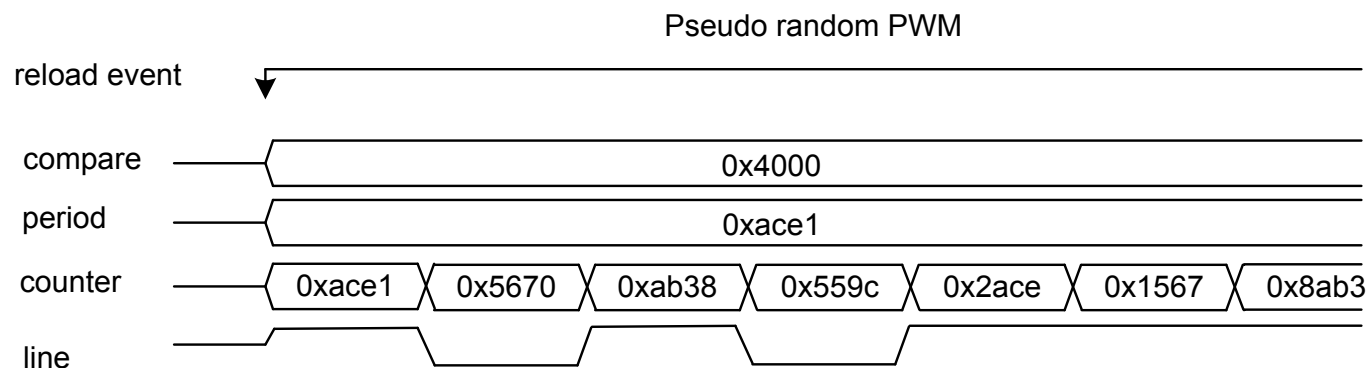 Pseudo random PWM
reload event
compare 0x4000
period 0xace1
counter 0xace1 0x5670 0xab38 0x559c 0x2ace 0x1567 0x8ab3
line